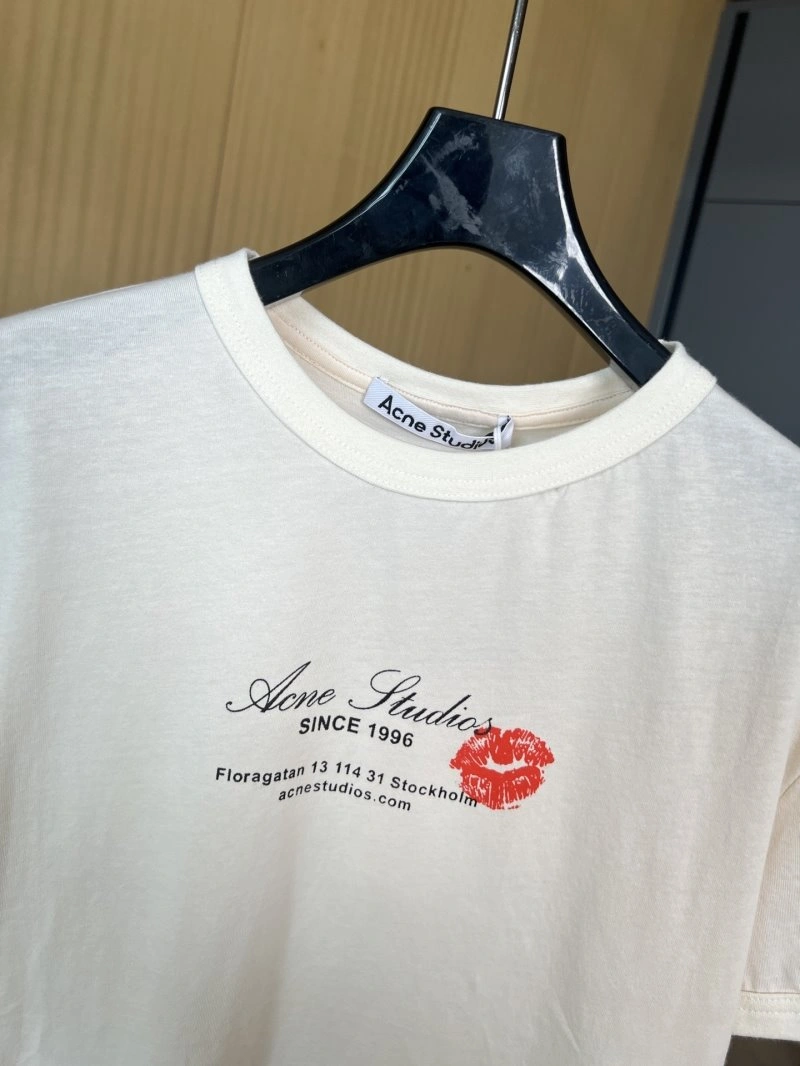 Acne Studios
Acne Studios
SINCE 1996
Floragatan 13 114 31 Stockholm
acnestudios.com